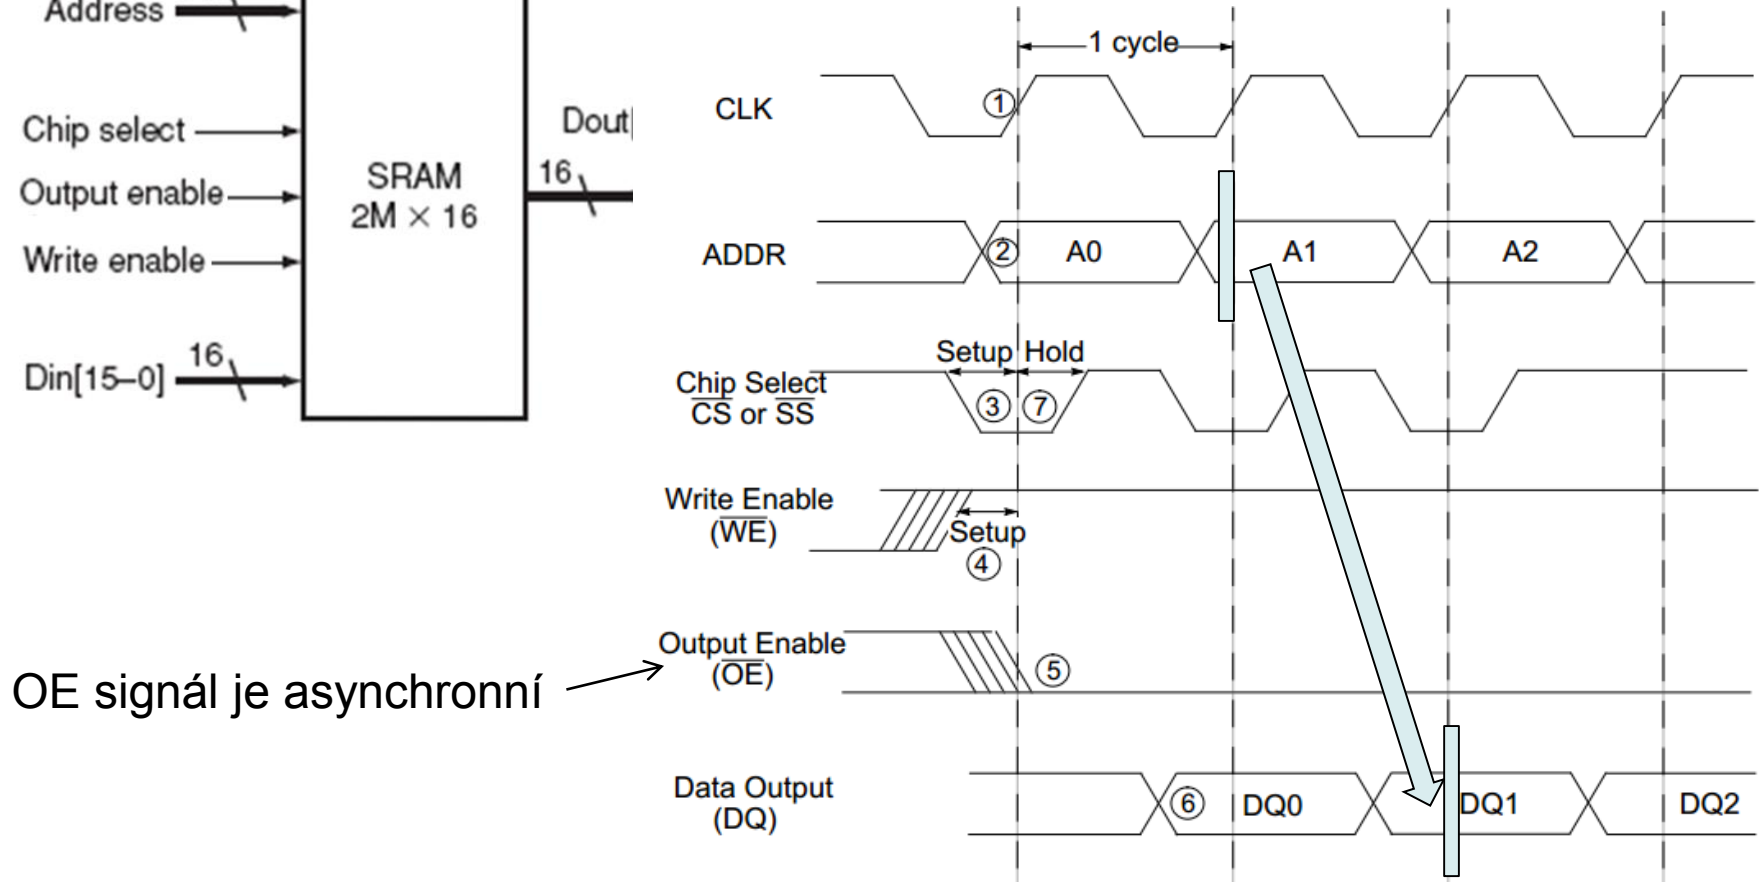 Address
Chip select
Output enable
Write enable
Din[15–0]
16
SRAM
2M × 16
Dout
16
1 cycle
CLK
①
ADDR
②
A0
A1
A2
Setup
Hold
Chip Select
CS or SS
③
⑦
Write Enable
(WE)
Setup
④
Output Enable
(OE)
⑤
OE signál je asynchronní
Data Output
(DQ)
⑥
DQ0
DQ1
DQ2